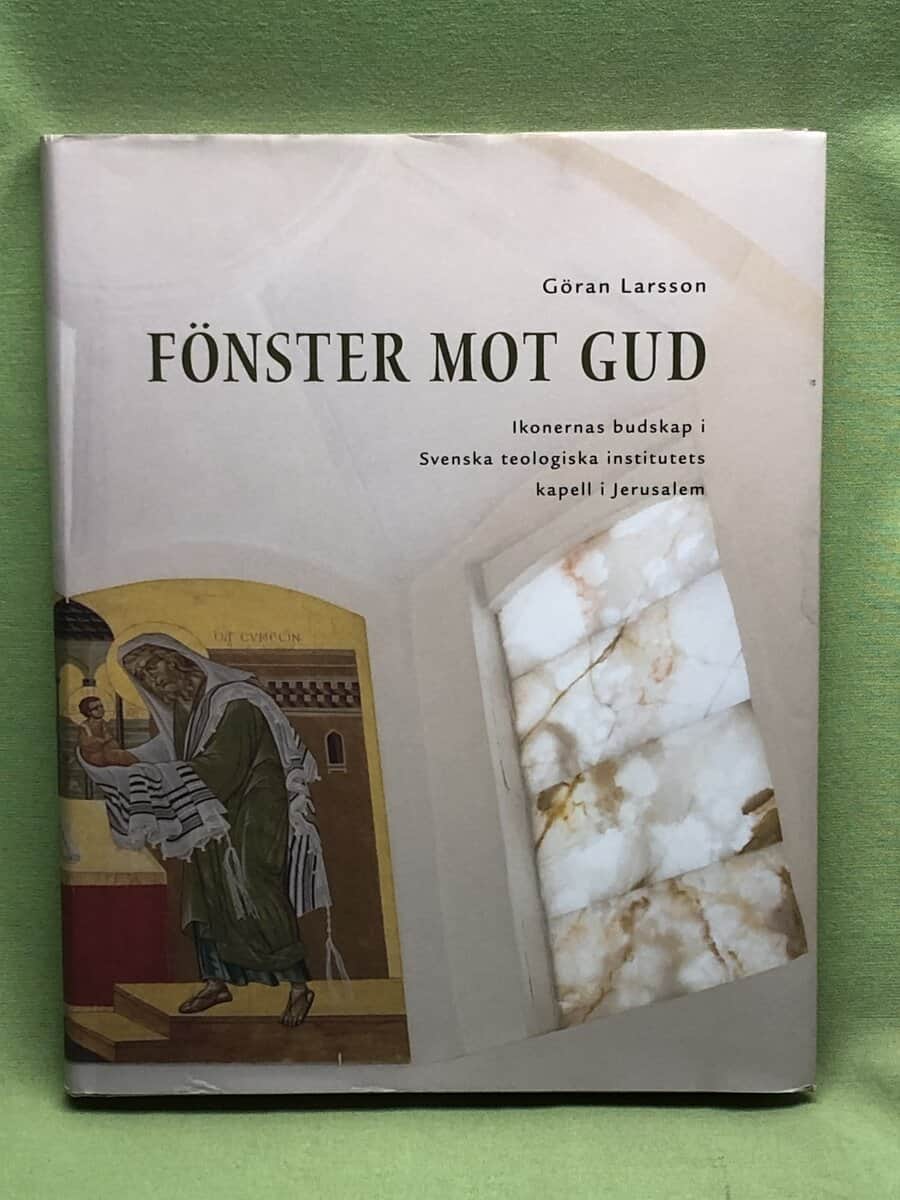 Göran Larsson
FÖNSTER MOT GUD
Ikonernas budskap i
Svenska teologiska institutets
kapell i Jerusalem